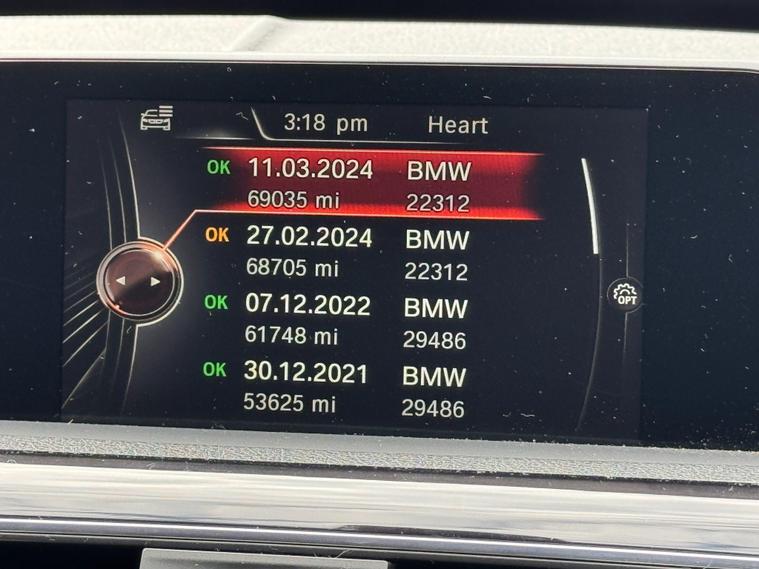 3:18 pm Heart
OK 11.03.2024 BMW
69035 mi 22312
OK 27.02.2024 BMW
68705 mi 22312
OK 07.12.2022 BMW
61748 mi 29486
OK 30.12.2021 BMW
53625 mi 29486
OPT